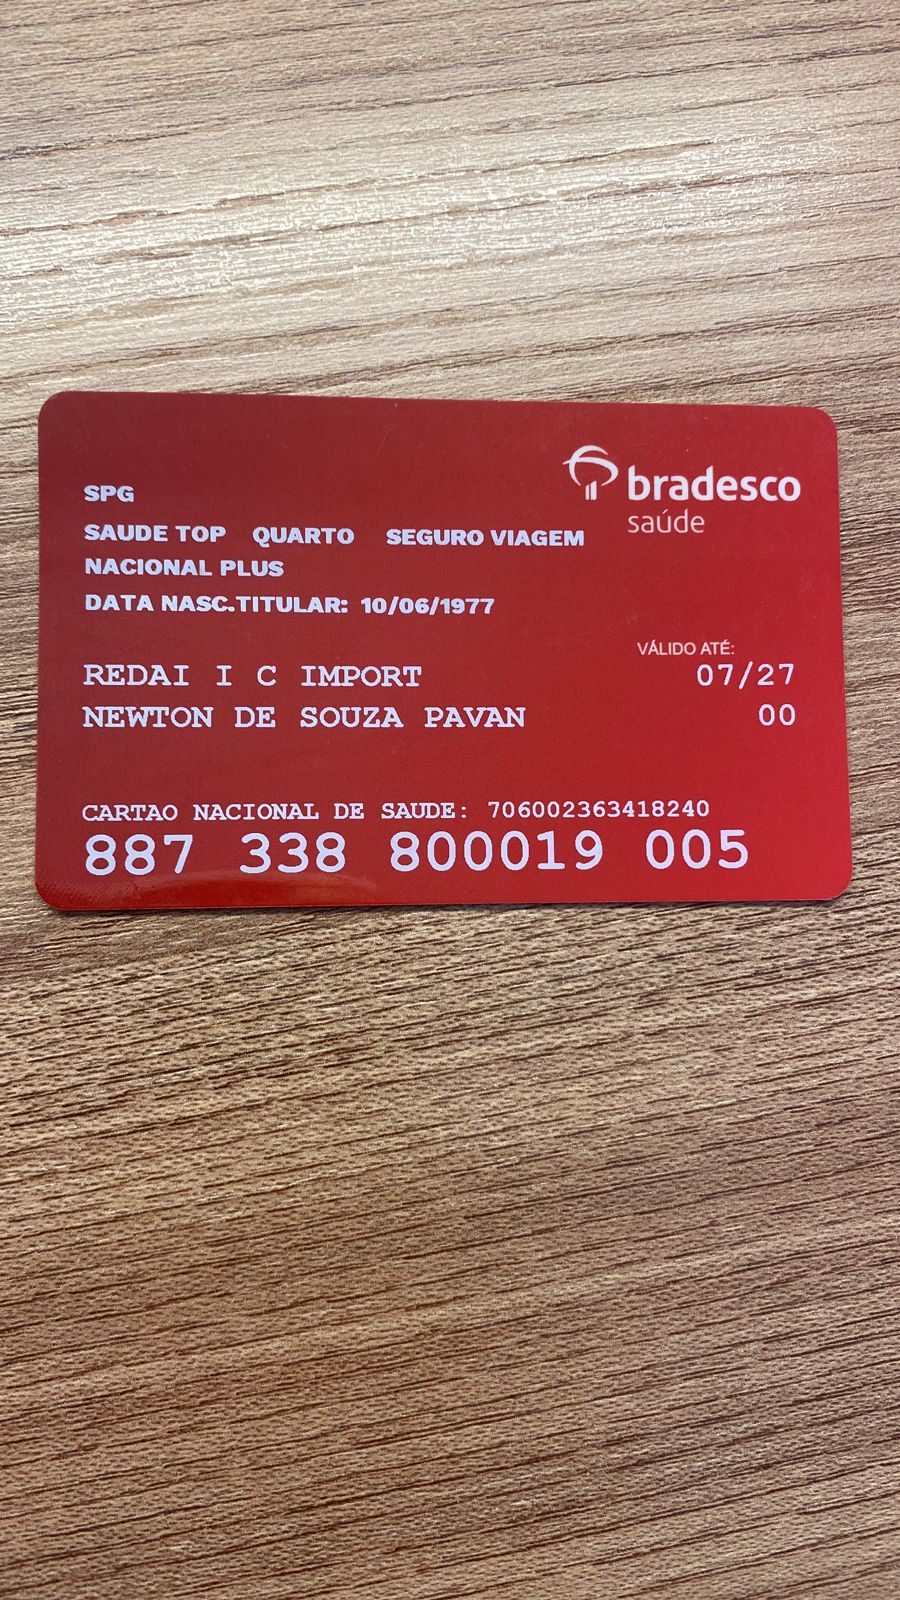 bradesco
saúde
SPG
SAUDE TOP QUARTO SEGURO VIAGEM
NACIONAL PLUS
DATA NASC.TITULAR: 10/06/1977
VÁLIDO ATÉ:
REDAI I C IMPORT 07/27
NEWTON DE SOUZA PAVAN 00
CARTAO NACIONAL DE SAUDE: 706002363418240
887 338 800019 005